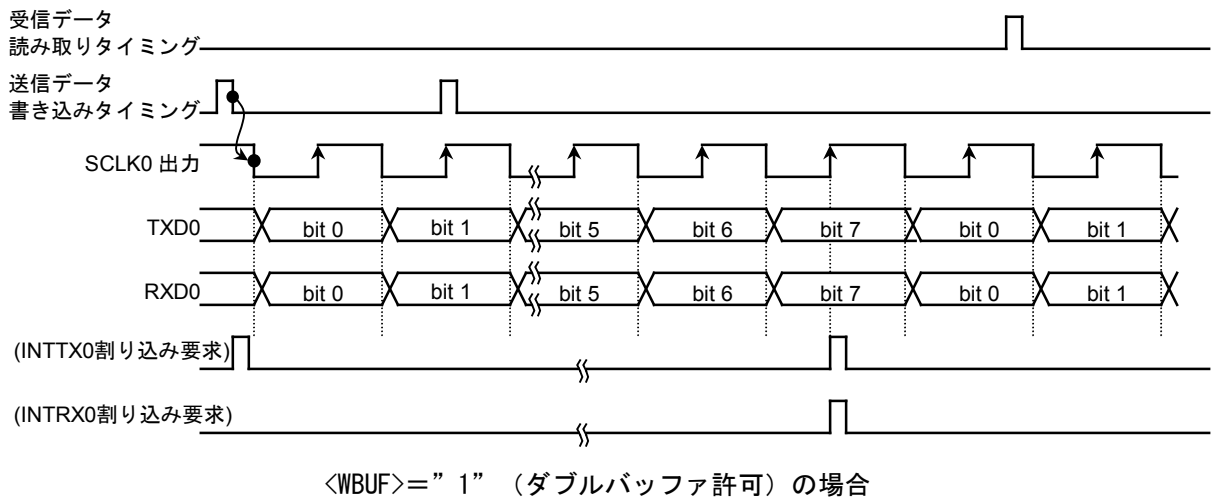 受信データ
読み取りタイミング
送信データ
書き込みタイミング
SCLK0 出力
TXD0 bit 0 bit 1 bit 5 bit 6 bit 7 bit 0 bit 1
RXD0 bit 0 bit 1 bit 5 bit 6 bit 7 bit 0 bit 1
(INTTX0割り込み要求)
(INTRX0割り込み要求)
<WBUF>=”1” (ダブルバッファ許可) の場合